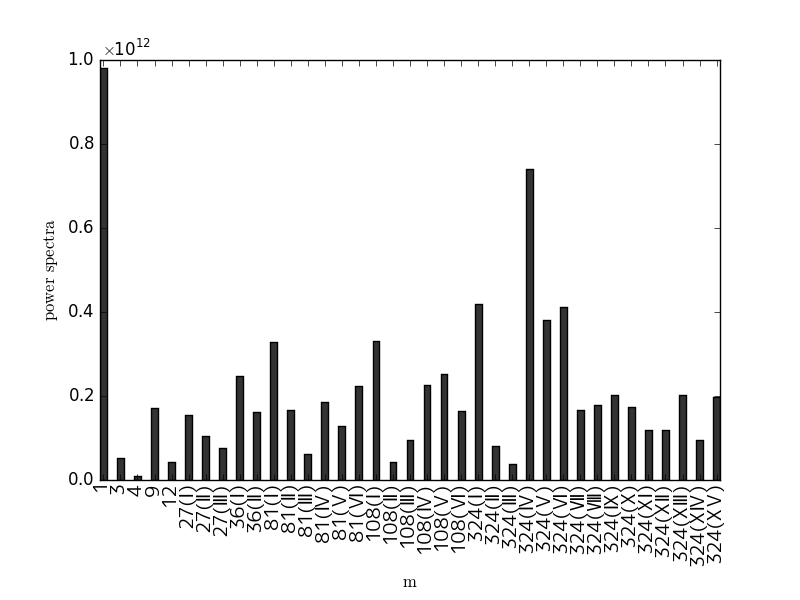 ×10¹²
1.0
0.8
0.6
0.4
0.2
0.0
power spectra
1
3
4
9
12
27(I)
27(II)
27(III)
36(I)
36(II)
81(I)
81(II)
81(III)
81(IV)
81(V)
81(VI)
108(I)
108(II)
108(III)
108(IV)
108(V)
108(VI)
324(I)
324(II)
324(III)
324(IV)
324(V)
324(VI)
324(VII)
324(VIII)
324(IX)
324(X)
324(XI)
324(XII)
324(XIII)
324(XIV)
324(XV)
m